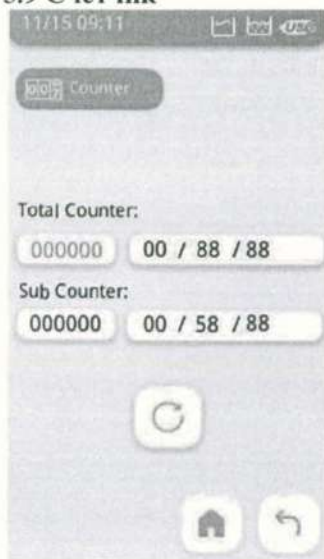 11/15 09:11
Counter
Total Counter:
000000 00 / 88 / 88
Sub Counter:
000000 00 / 58 / 88